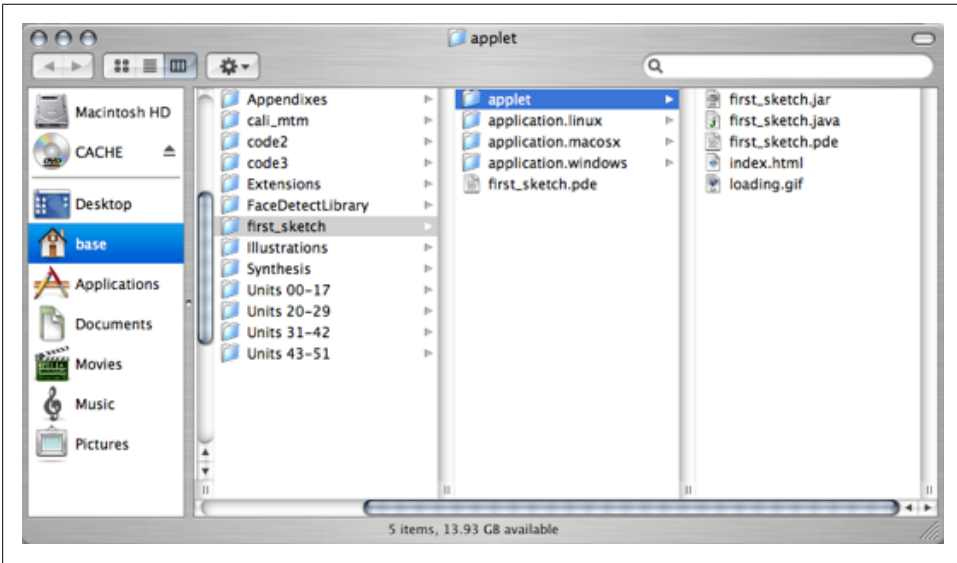 applet
Macintosh HD
CACHE
Desktop
base
Applications
Documents
Movies
Music
Pictures
Appendixes
cali_mtm
code2
code3
Extensions
FaceDetectLibrary
first_sketch
Illustrations
Synthesis
Units 00-17
Units 20-29
Units 31-42
Units 43-51
applet
application.linux
application.macosx
application.windows
first_sketch.pde
first_sketch.jar
first_sketch.java
first_sketch.pde
index.html
loading.gif
5 items, 13.93 GB available